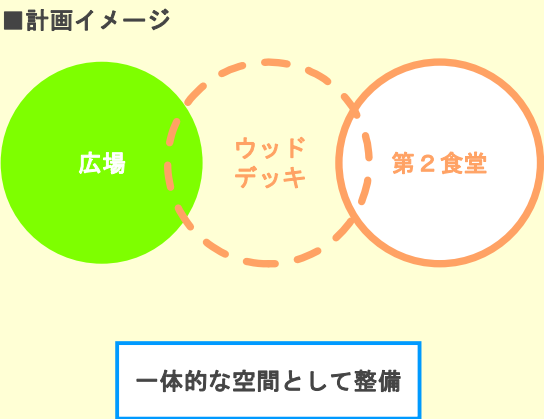 ■計画イメージ
広場
ウッド
デッキ
第２食堂
一体的な空間として整備